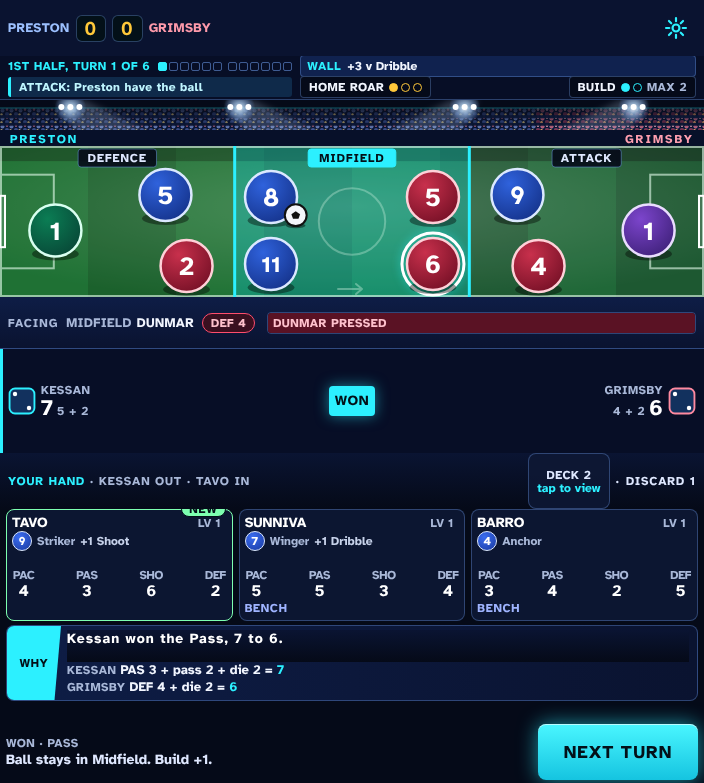 PRESTON 0 0 GRIMSBY
1ST HALF, TURN 1 OF 6
WALL +3 v Dribble
ATTACK: Preston have the ball
HOME ROAR
BUILD MAX 2
PRESTON GRIMSBY
DEFENCE MIDFIELD ATTACK
5 8 5 9
1 1
2 11 6 4
FACING MIDFIELD DUNMAR DEF 4 DUNMAR PRESSED
KESSAN
7 5 + 2
WON
GRIMSBY
4 + 2 6
YOUR HAND · KESSAN OUT · TAVO IN
DECK 2
tap to view
· DISCARD 1
NEW
TAVO LV 1
9 Striker +1 Shoot
PAC PAS SHO DEF
4 3 6 2
SUNNIVA LV 1
7 Winger +1 Dribble
PAC PAS SHO DEF
5 5 3 4
BENCH
BARRO LV 1
4 Anchor
PAC PAS SHO DEF
3 4 2 5
BENCH
WHY
Kessan won the Pass, 7 to 6.
KESSAN PAS 3 + pass 2 + die 2 = 7
GRIMSBY DEF 4 + die 2 = 6
WON · PASS
Ball stays in Midfield. Build +1.
NEXT TURN